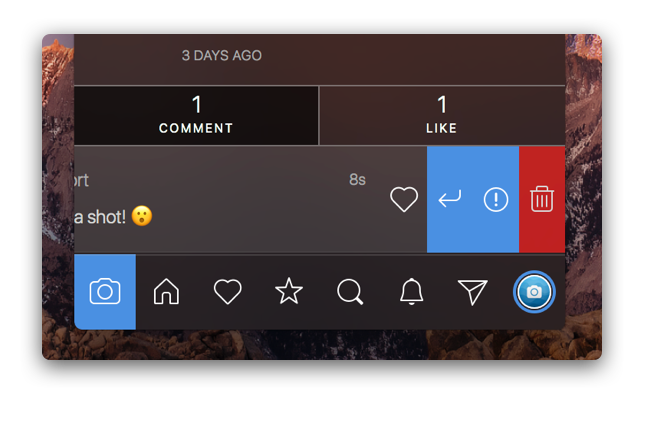 3 DAYS AGO
1
COMMENT
1
LIKE
ort
8s
a shot! 😮